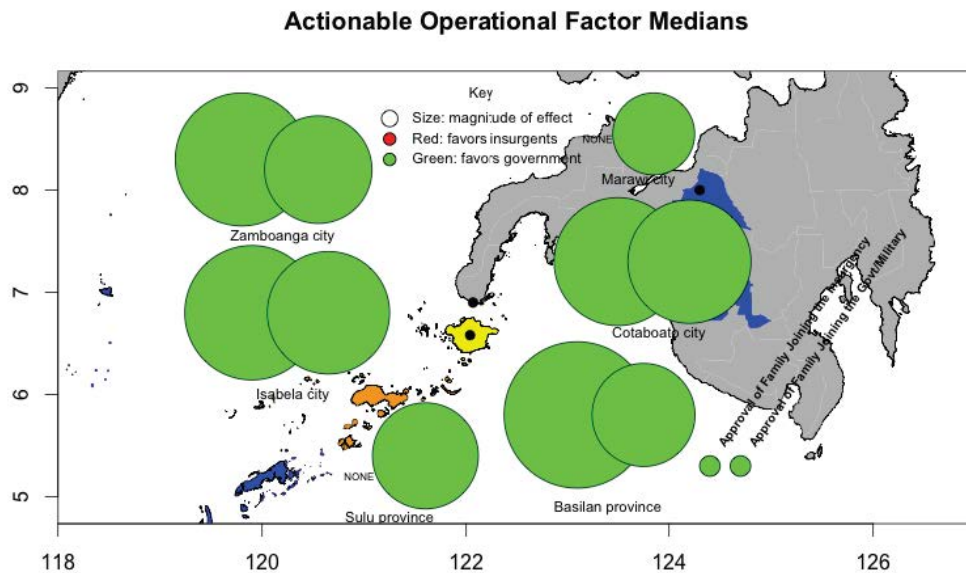 Actionable Operational Factor Medians
Key
Size: magnitude of effect
Red: favors insurgents
Green: favors government
NONE
Marawi city
Zamboanga city
Cotaboato city
Isabela city
NONE
Sulu province
Basilan province
Approval of Family Joining the Insurgency
Approval of Family Joining the Govt/Military
9
8
7
6
5
118 120 122 124 126